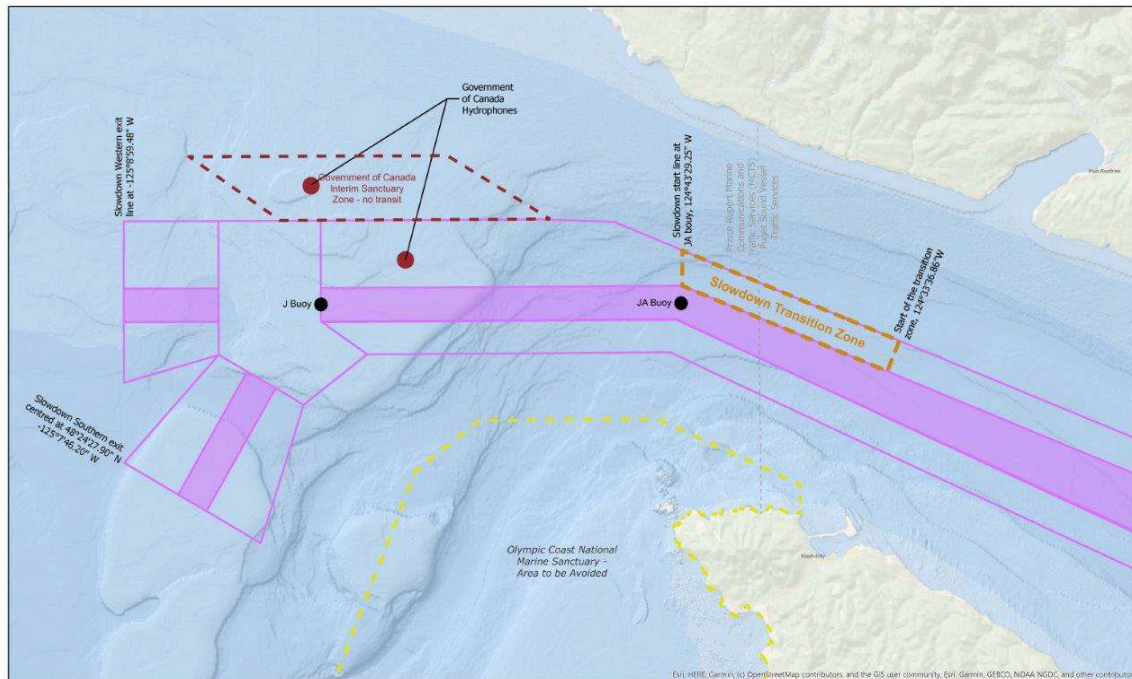 Government
of Canada
Hydrophones
Slowdown Western exit
line at -125°8'59.48" W
Government of Canada
Interim Sanctuary
Zone - no transit
Slowdown start line at
JA bouy, 124°43'29.25" W
Prince Rupert Marine
Communications and
Traffic Services (MCTS)
Puget Sound Vessel
Traffic Services
Port Renfrew
Slowdown Transition Zone
Start of the transition
zone, 124°33'36.86"W
J Buoy
JA Buoy
Slowdown Southern exit
centred at 48°24'27.90" N
-125°7'46.20" W
Olympic Coast National
Marine Sanctuary -
Area to be Avoided
Neah Bay
Esri, HERE, Garmin, (c) OpenStreetMap contributors, and the GIS user community, Esri, Garmin, GEBCO, NOAA NGDC, and other contributor